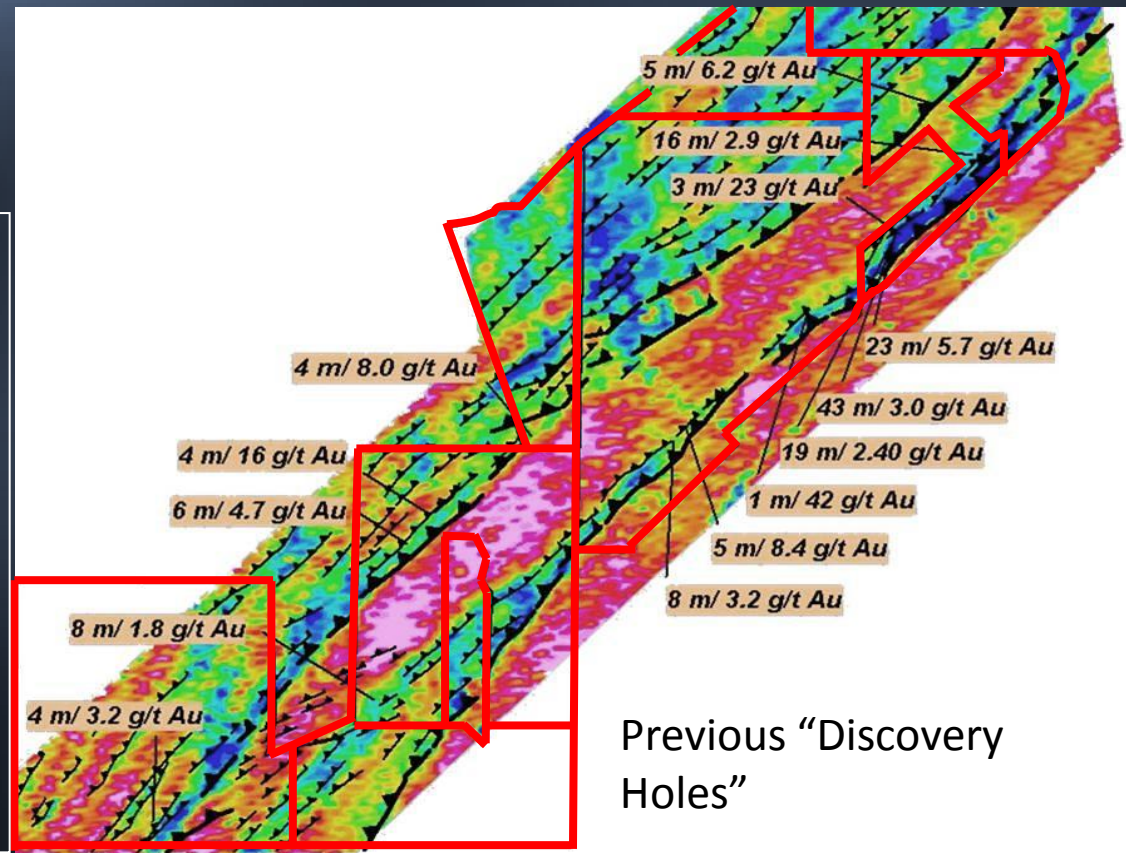 5 m/ 6.2 g/t Au
16 m/ 2.9 g/t Au
3 m/ 23 g/t Au
23 m/ 5.7 g/t Au
4 m/ 8.0 g/t Au
43 m/ 3.0 g/t Au
19 m/ 2.40 g/t Au
4 m/ 16 g/t Au
1 m/ 42 g/t Au
6 m/ 4.7 g/t Au
5 m/ 8.4 g/t Au
8 m/ 3.2 g/t Au
8 m/ 1.8 g/t Au
4 m/ 3.2 g/t Au
Previous “Discovery
Holes”